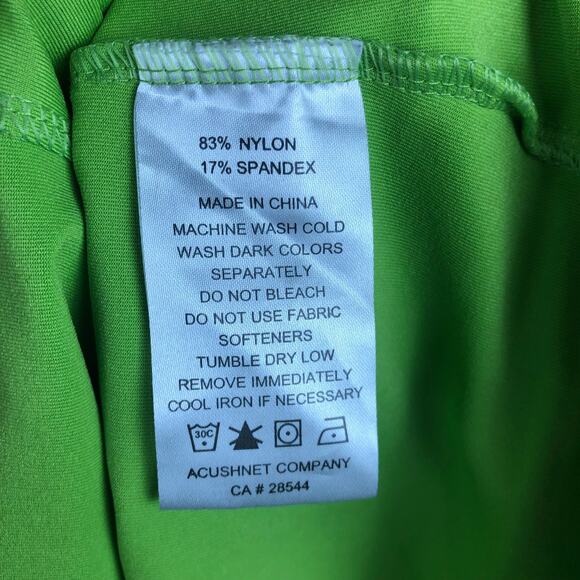 83% NYLON
17% SPANDEX
MADE IN CHINA
MACHINE WASH COLD
WASH DARK COLORS
SEPARATELY
DO NOT BLEACH
DO NOT USE FABRIC
SOFTENERS
TUMBLE DRY LOW
REMOVE IMMEDIATELY
COOL IRON IF NECESSARY
30C
ACUSHNET COMPANY
CA # 28544